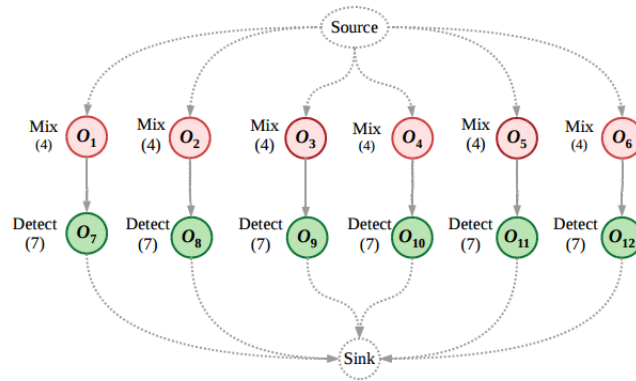 Source
Mix
(4)
O1
Mix
(4)
O2
Mix
(4)
O3
Mix
(4)
O4
Mix
(4)
O5
Mix
(4)
O6
Detect
(7)
O7
Detect
(7)
O8
Detect
(7)
O9
Detect
(7)
O10
Detect
(7)
O11
Detect
(7)
O12
Sink